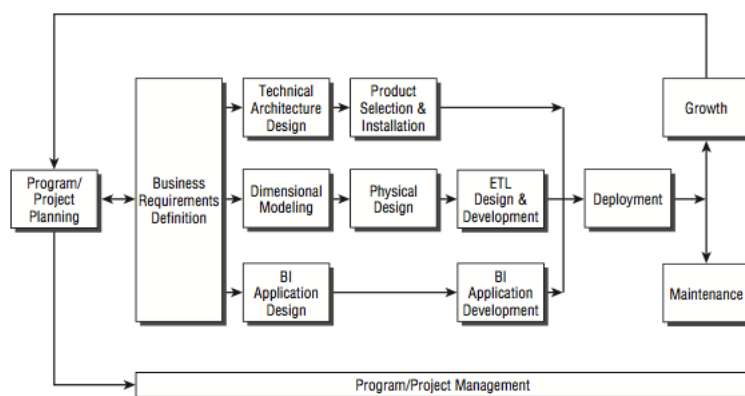 Technical
Architecture
Design
Product
Selection &
Installation
Growth
Program/
Project
Planning
Business
Requirements
Definition
Dimensional
Modeling
Physical
Design
ETL
Design &
Development
Deployment
BI
Application
Design
BI
Application
Development
Maintenance
Program/Project Management